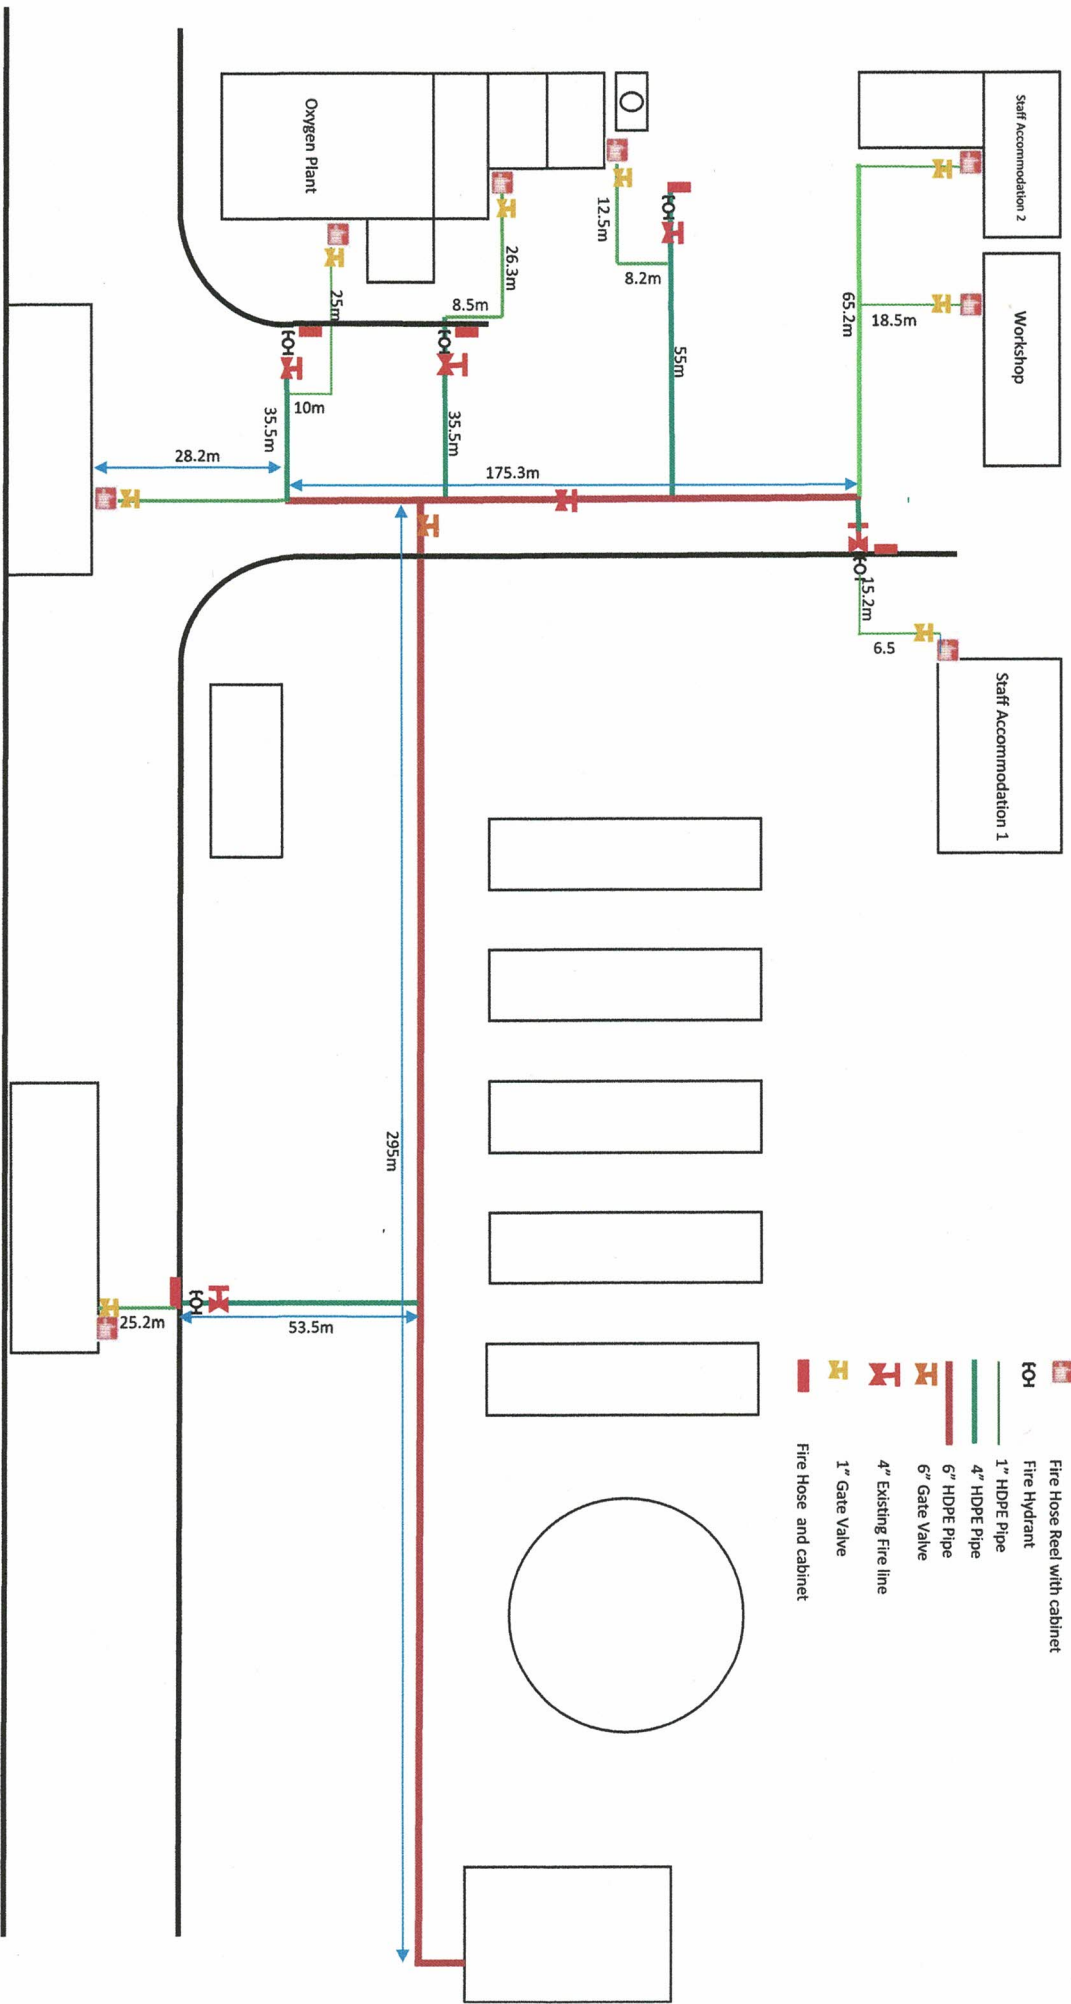 Staff Accommodation 2
Oxygen Plant
12.5m
8.2m
26.3m
8.5m
25m
65.2m
18.5m
Workshop
55m
10m
35.5m
35.5m
28.2m
175.3m
15.2m
6.5
Staff Accommodation 1
295m
53.5m
25.2m
Fire Hose Reel with cabinet
Fire Hydrant
1" HDPE Pipe
4" HDPE Pipe
6" HDPE Pipe
6" Gate Valve
4" Existing Fire line
1" Gate Valve
Fire Hose and cabinet